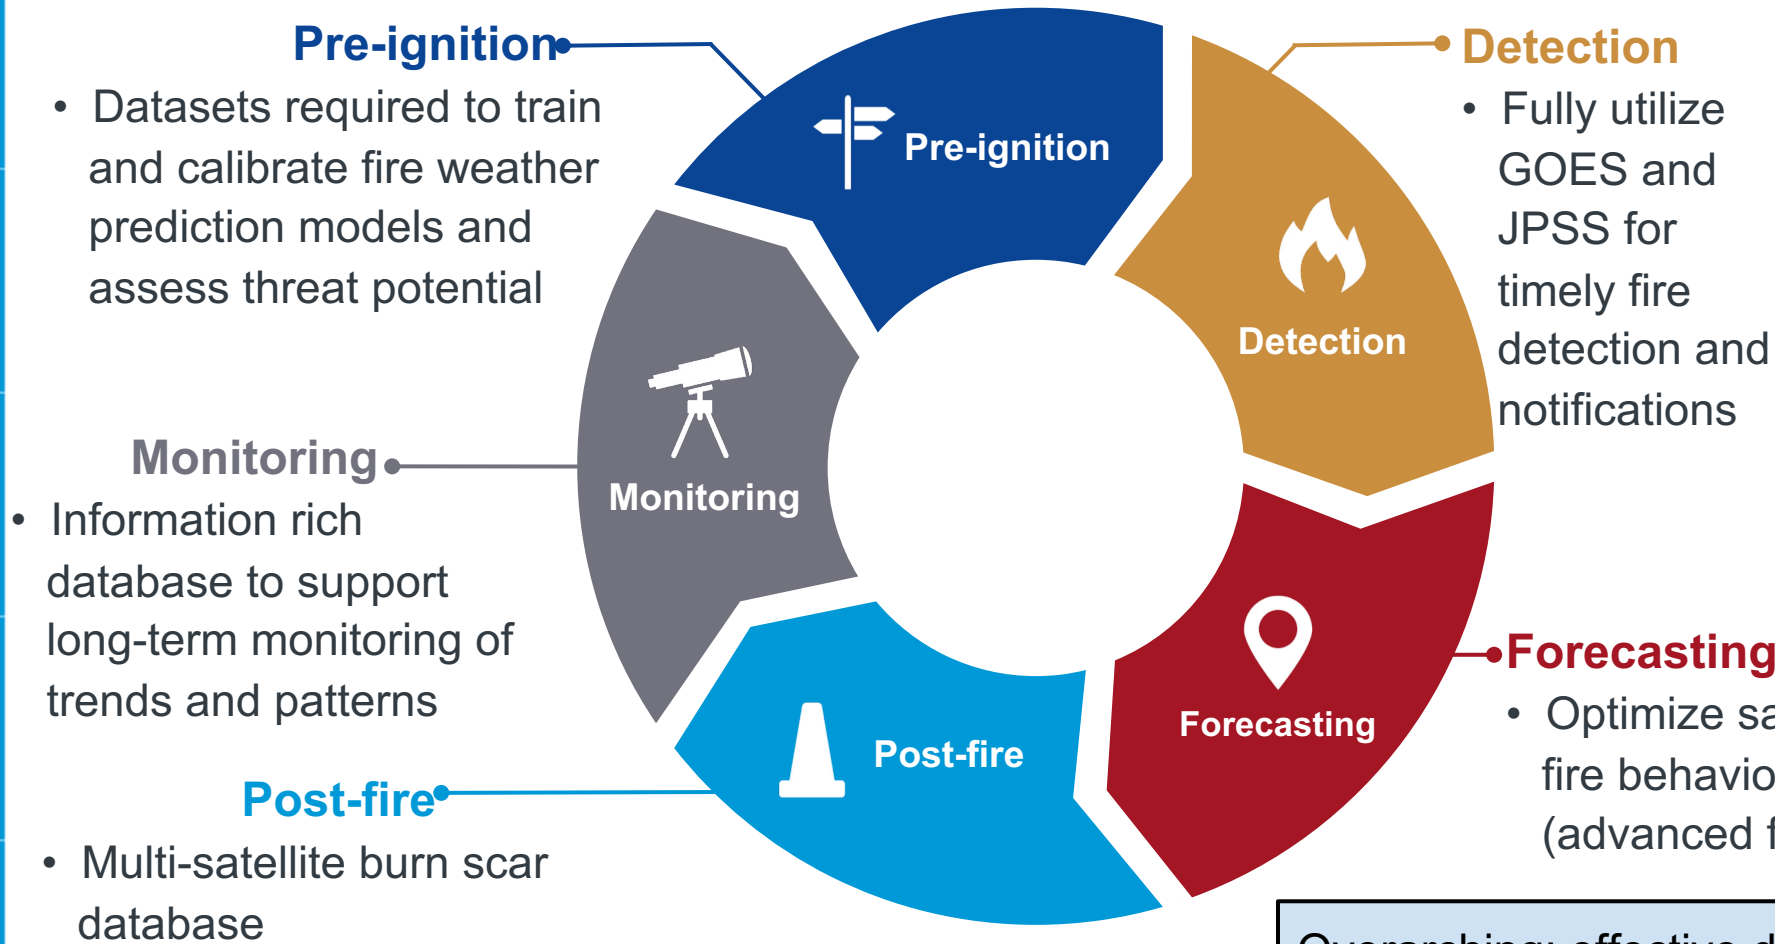 Pre-ignition
• Datasets required to train
and calibrate fire weather
prediction models and
assess threat potential
Pre-ignition
Detection
• Fully utilize
GOES and
JPSS for
timely fire
detection and
notifications
Detection
Monitoring
• Information rich
database to support
long-term monitoring of
trends and patterns
Monitoring
Forecasting
• Optimize
fire
(advanced
Forecasting
Post-fire
• Multi-satellite burn scar
database
Post-fire
Overarching: effective